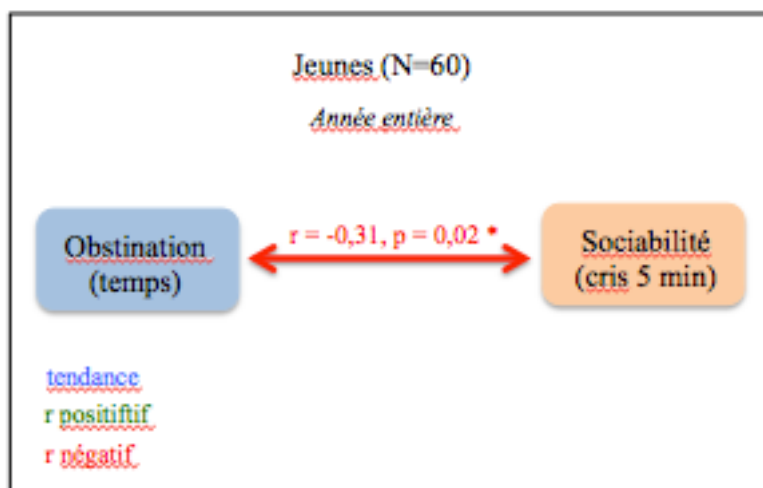 Jeunes (N=60)
Année entière
r = -0,31, p = 0,02 *
Obstination
(temps)
Sociabilité
(cris 5 min)
tendance
r positiftif
r négatif